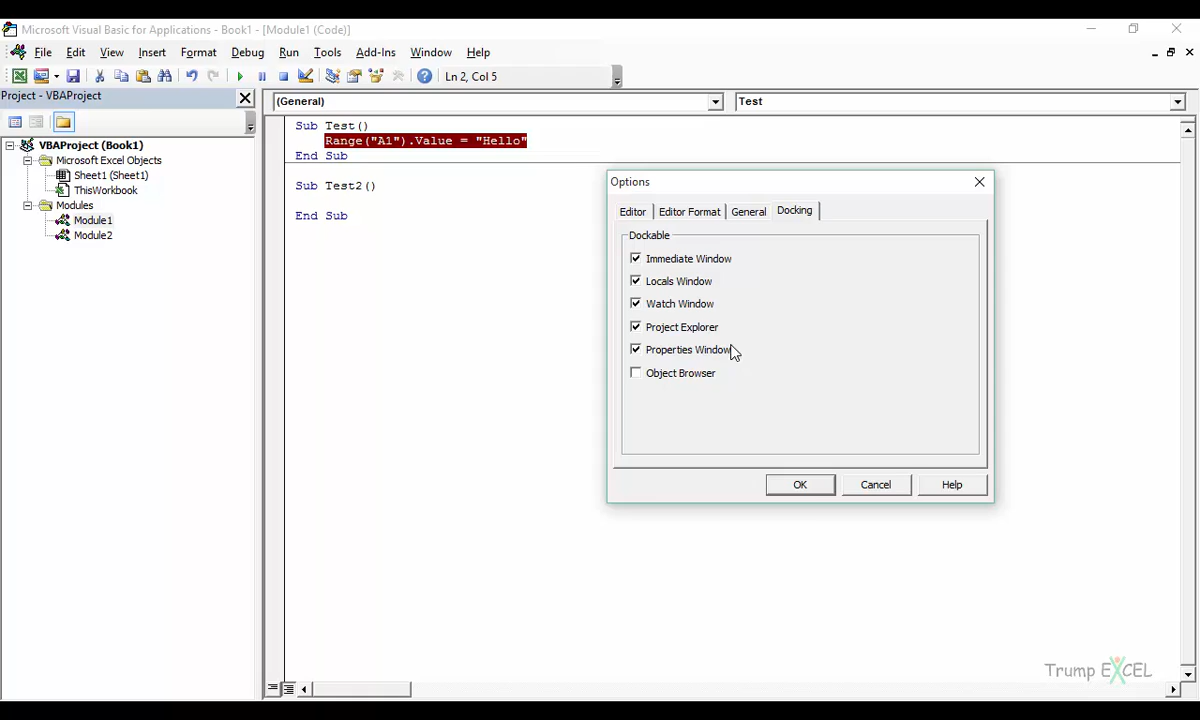 Microsoft Visual Basic for Applications - Book1 - [Module1 (Code)]
File Edit View Insert Format Debug Run Tools Add-Ins Window Help
Ln 2, Col 5
Project - VBAProject
(General) Test
VBAProject (Book1)
Microsoft Excel Objects
Sheet1 (Sheet1)
ThisWorkbook
Modules
Module1
Module2
Sub Test()
Range("A1").Value = "Hello"
End Sub
Sub Test2()
End Sub
Options
Editor Editor Format General Docking
Dockable
Immediate Window
Locals Window
Watch Window
Project Explorer
Properties Window
Object Browser
OK Cancel Help
Trump EXCEL